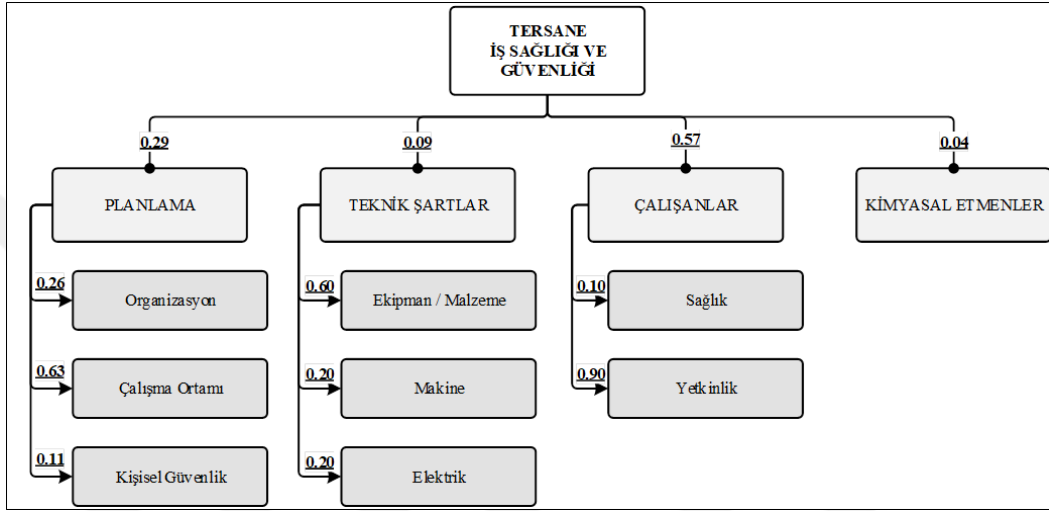 TERSANE
İŞ SAĞLIĞI VE
GÜVENLİĞİ
0.29
0.09
0.57
0.04
PLANLAMA
TEKNİK ŞARTLAR
ÇALIŞANLAR
KİMYASAL ETMENLER
0.26
Organizasyon
0.60
Ekipman / Malzeme
0.10
Sağlık
0.63
Çalışma Ortamı
0.20
Makine
0.90
Yetkinlik
0.11
Kişisel Güvenlik
0.20
Elektrik